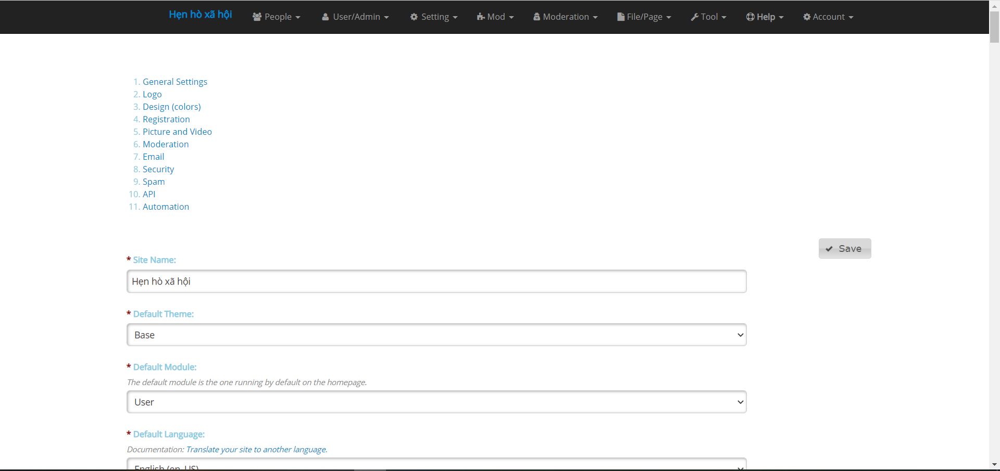 Hẹn hò xã hội People User/Admin Setting Mod Moderation File/Page Tool Help Account
1. General Settings
2. Logo
3. Design (colors)
4. Registration
5. Picture and Video
6. Moderation
7. Email
8. Security
9. Spam
10. API
11. Automation
Save
* Site Name:
Hẹn hò xã hội
* Default Theme:
Base
* Default Module:
The default module is the one running by default on the homepage.
User
* Default Language:
Documentation: Translate your site to another language.
English (en_US)